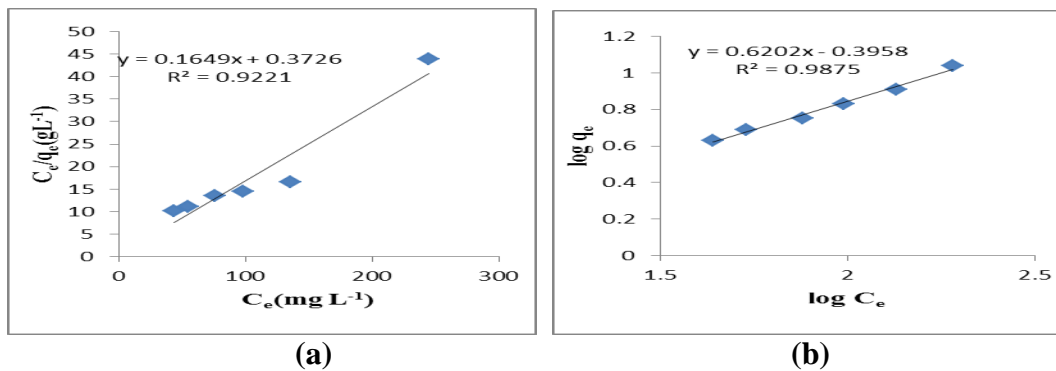 50
45
40
35
30
25
20
15
10
5
0
y = 0.1649x + 0.3726
R² = 0.9221
Cₑ/qₑ(gL⁻¹)
0 100 200 300
Cₑ(mg L⁻¹)
(a)
1.2
1
0.8
0.6
0.4
0.2
0
y = 0.6202x - 0.3958
R² = 0.9875
log qₑ
1.5 2 2.5
log Cₑ
(b)